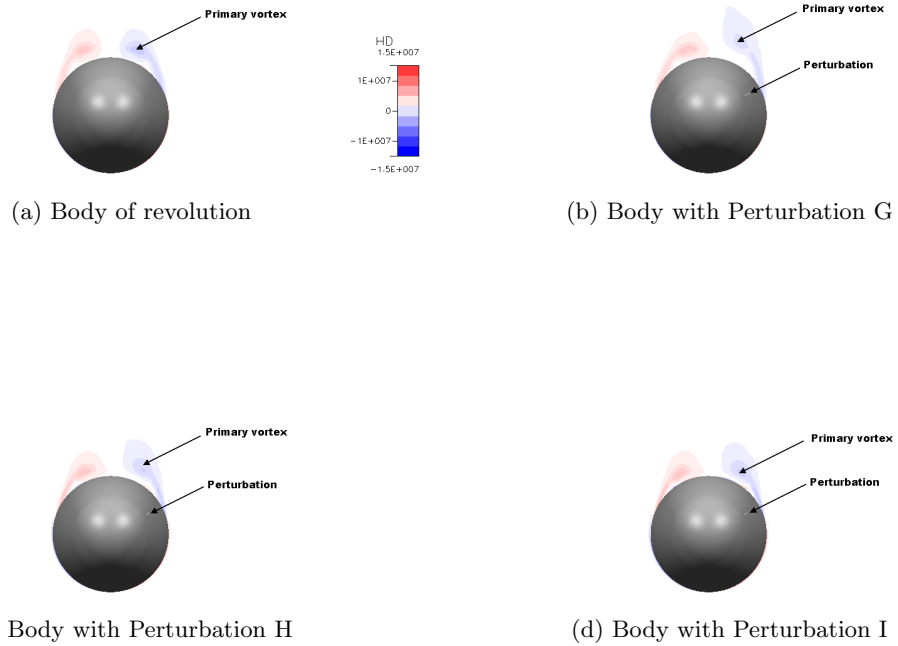 Primary vortex
HD
1.5E+007
1E+007
0
-1E+007
-1.5E+007
(a) Body of revolution
Primary vortex
Perturbation
(b) Body with Perturbation G
Primary vortex
Perturbation
Body with Perturbation H
Primary vortex
Perturbation
(d) Body with Perturbation I